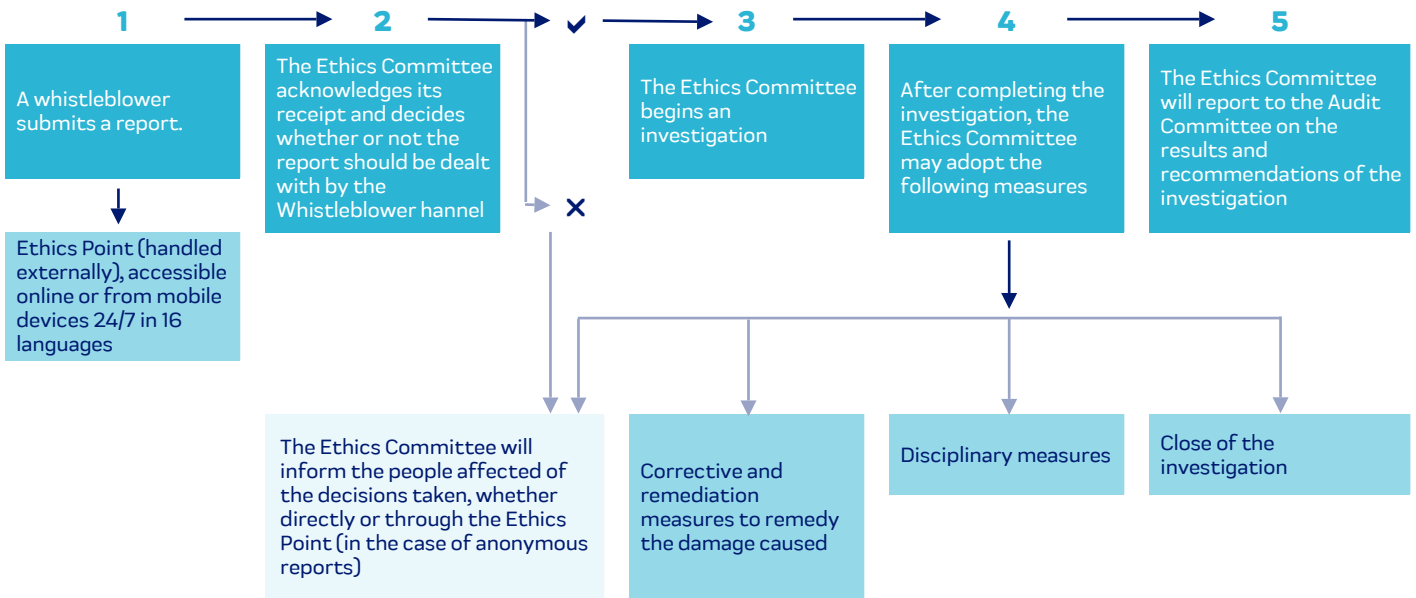 1
2
3
4
5
A whistleblower
submits a report.
The Ethics Committee
acknowledges its
receipt and decides
whether or not the
report should be dealt
with by the
Whistleblower hannel
The Ethics Committee
begins an
investigation
After completing the
investigation, the
Ethics Committee
may adopt the
following measures
The Ethics Committee
will report to the Audit
Committee on the
results and
recommendations of the
investigation
Ethics Point (handled
externally), accessible
online or from mobile
devices 24/7 in 16
languages
The Ethics Committee will
inform the people affected of
the decisions taken, whether
directly or through the Ethics
Point (in the case of anonymous
reports)
Corrective and
remediation
measures to remedy
the damage caused
Disciplinary measures
Close of the
investigation